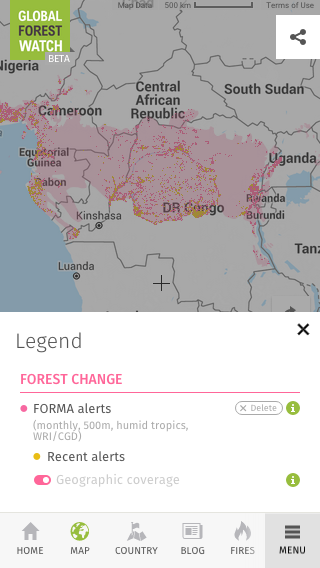 GLOBAL
FOREST
WATCH
BETA
Map Data
500 km
Terms of Use
Nigeria
Cameroon
Central
African
Republic
South Sudan
Equatorial
Guinea
Gabon
Uganda
Rwanda
DR Congo
Burundi
Kinshasa
Tanz
Luanda
Legend
FOREST CHANGE
FORMA alerts
Delete
(monthly, 500m, humid tropics,
WRI/CGD)
Recent alerts
Geographic coverage
HOME
MAP
COUNTRY
BLOG
FIRES
MENU